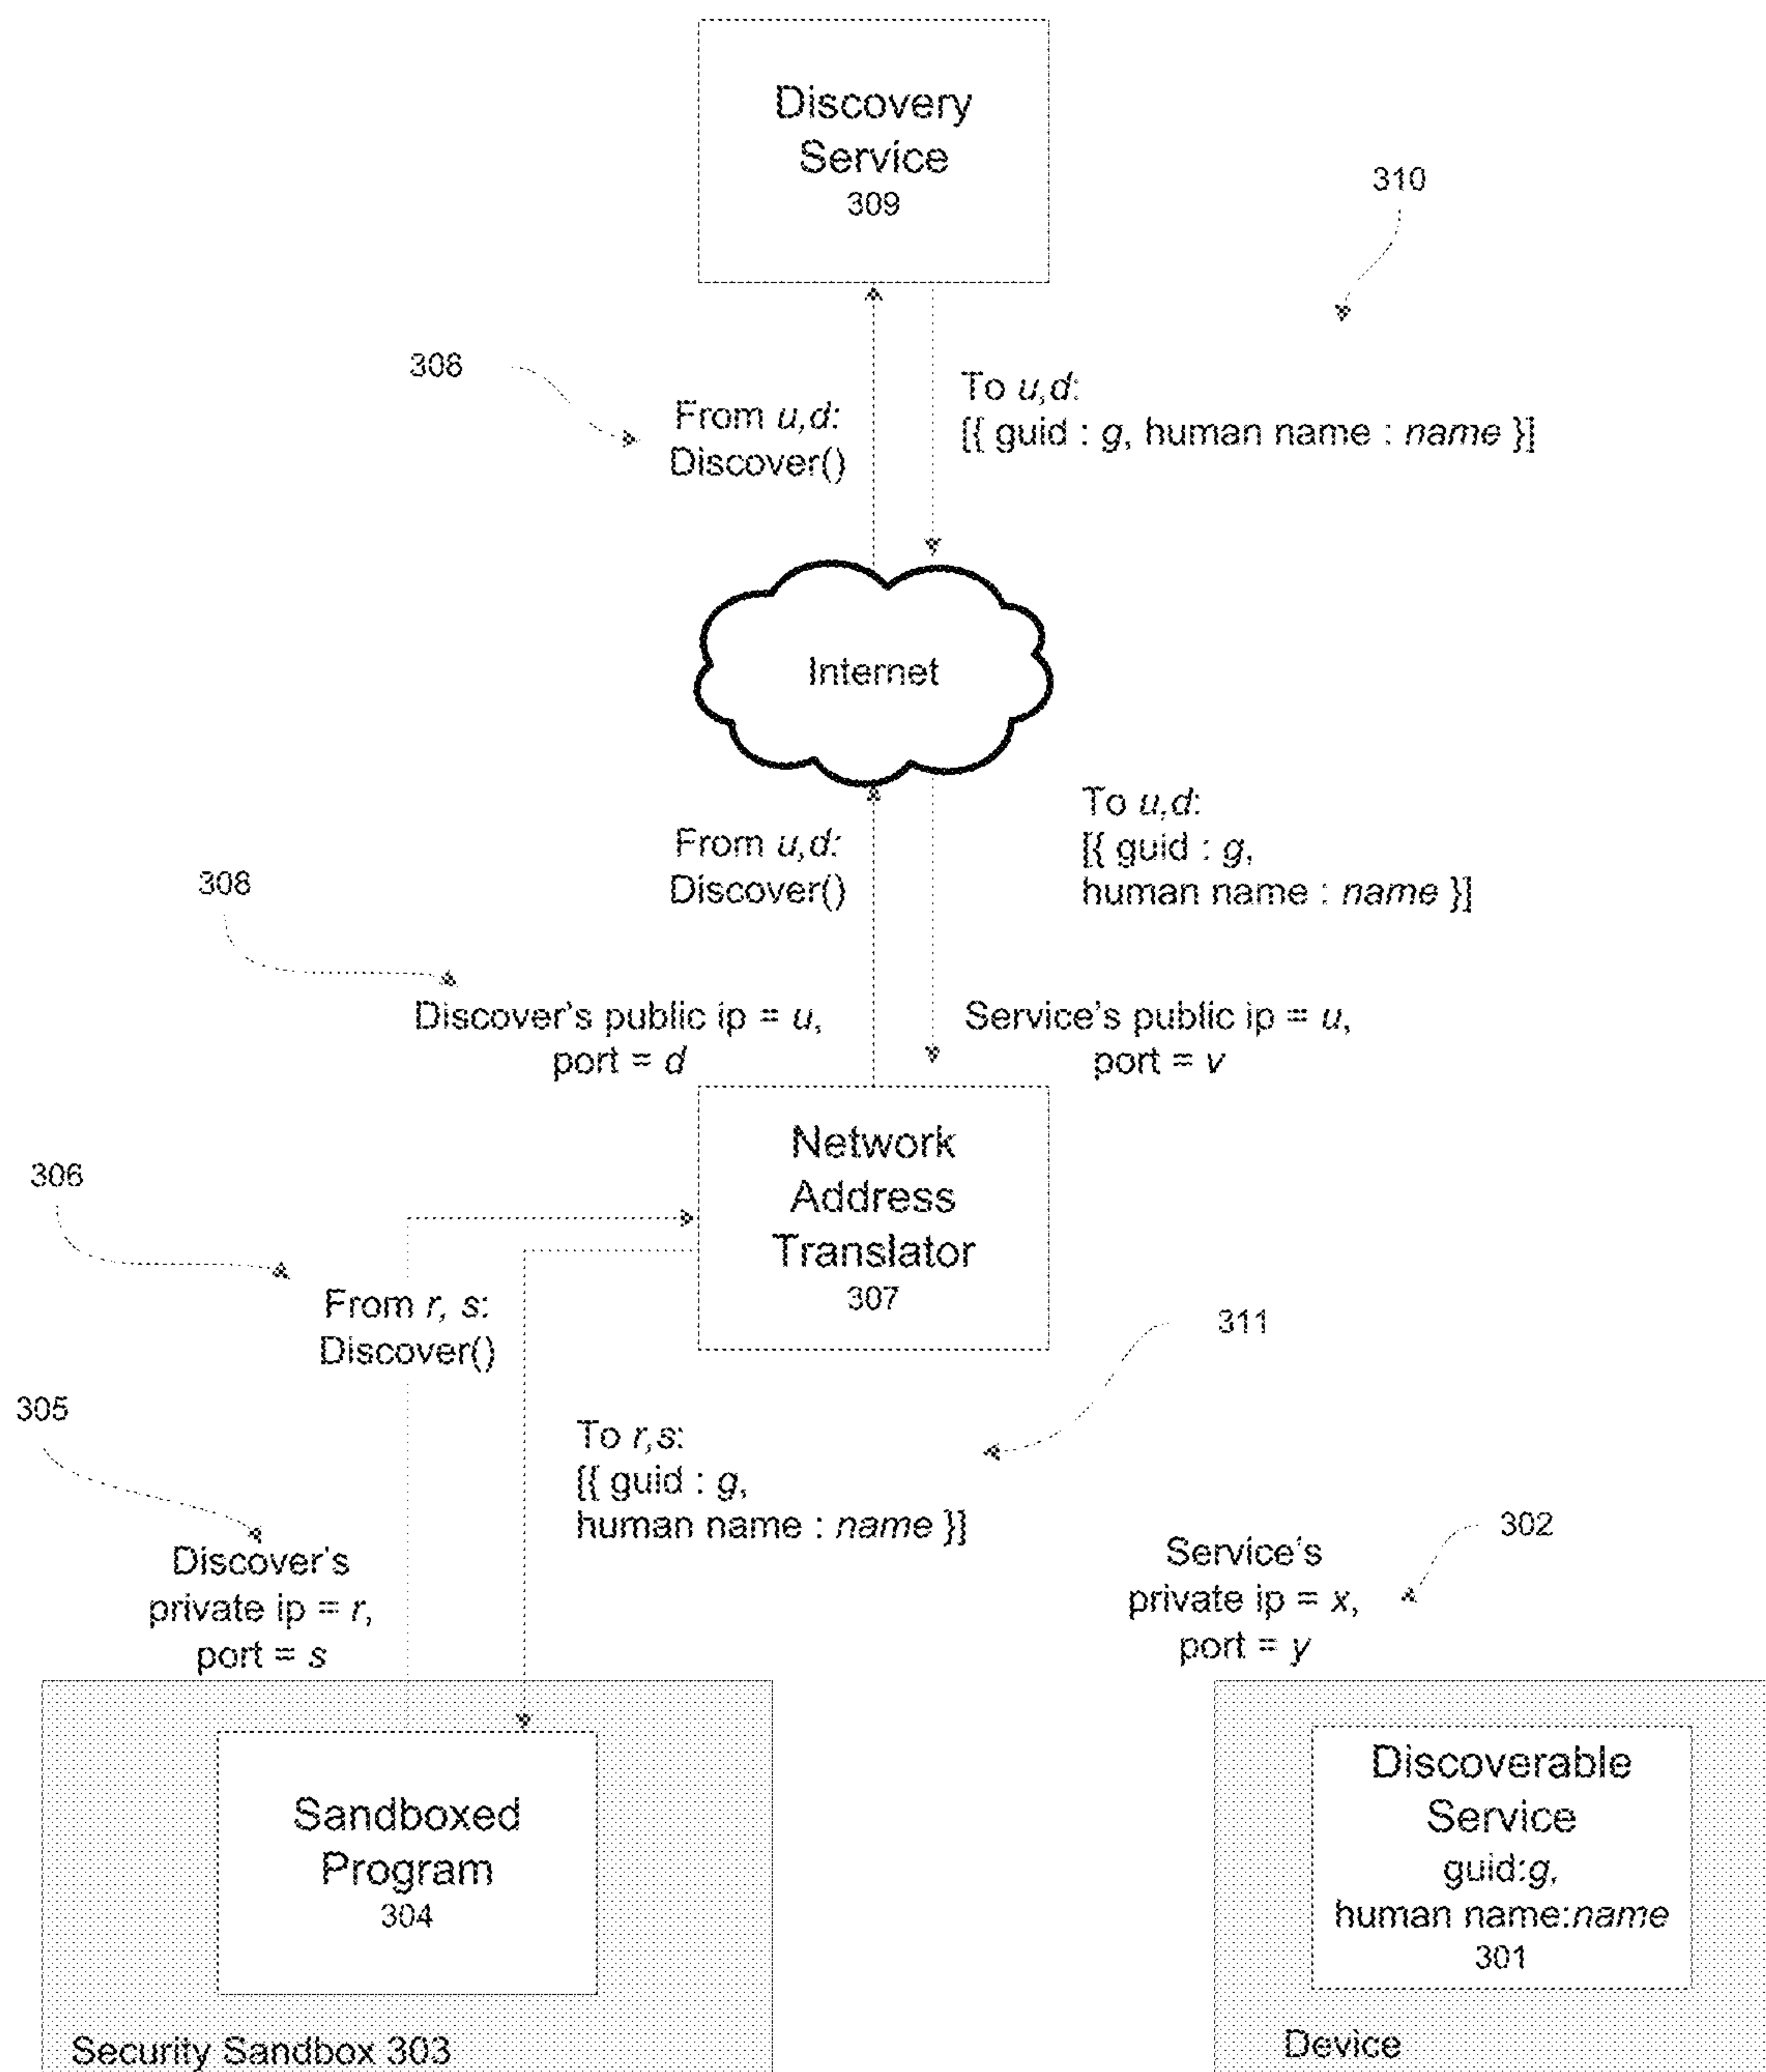 Discovery
Service
309
310
308
From u,d:
Discover()
To u,d:
[{ guid : g, human name : name }]
Internet
From u,d:
Discover()
To u,d:
[{ guid : g,
human name : name }]
308
Discover's public ip = u,
port = d
Service's public ip = u,
port = v
Network
Address
Translator
307
306
From r, s:
Discover()
311
305
To r,s:
[{ guid : g,
human name : name }]
302
Discover's
private ip = r,
port = s
Service's
private ip = x,
port = y
Sandboxed
Program
304
Security Sandbox 303
Discoverable
Service
guid:g,
human name:name
301
Device